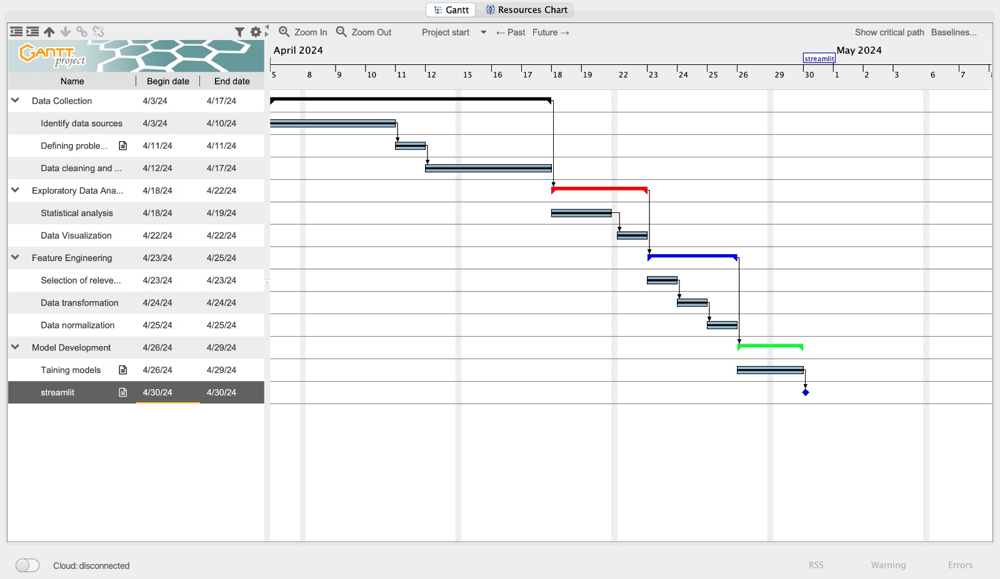 Gantt Resources Chart
Zoom In Zoom Out Project start ← Past Future → Show critical path Baselines...
GANTT project
April 2024 May 2024
streamlit
5 8 9 10 11 12 15 16 17 18 19 22 23 24 25 26 29 30 1 2 3 6 7
Name Begin date End date
Data Collection 4/3/24 4/17/24
Identify data sources 4/3/24 4/10/24
Defining proble... 4/11/24 4/11/24
Data cleaning and ... 4/12/24 4/17/24
Exploratory Data Ana... 4/18/24 4/22/24
Statistical analysis 4/18/24 4/19/24
Data Visualization 4/22/24 4/22/24
Feature Engineering 4/23/24 4/25/24
Selection of releve... 4/23/24 4/23/24
Data transformation 4/24/24 4/24/24
Data normalization 4/25/24 4/25/24
Model Development 4/26/24 4/29/24
Taining models 4/26/24 4/29/24
streamlit 4/30/24 4/30/24
Cloud: disconnected RSS Warning Errors